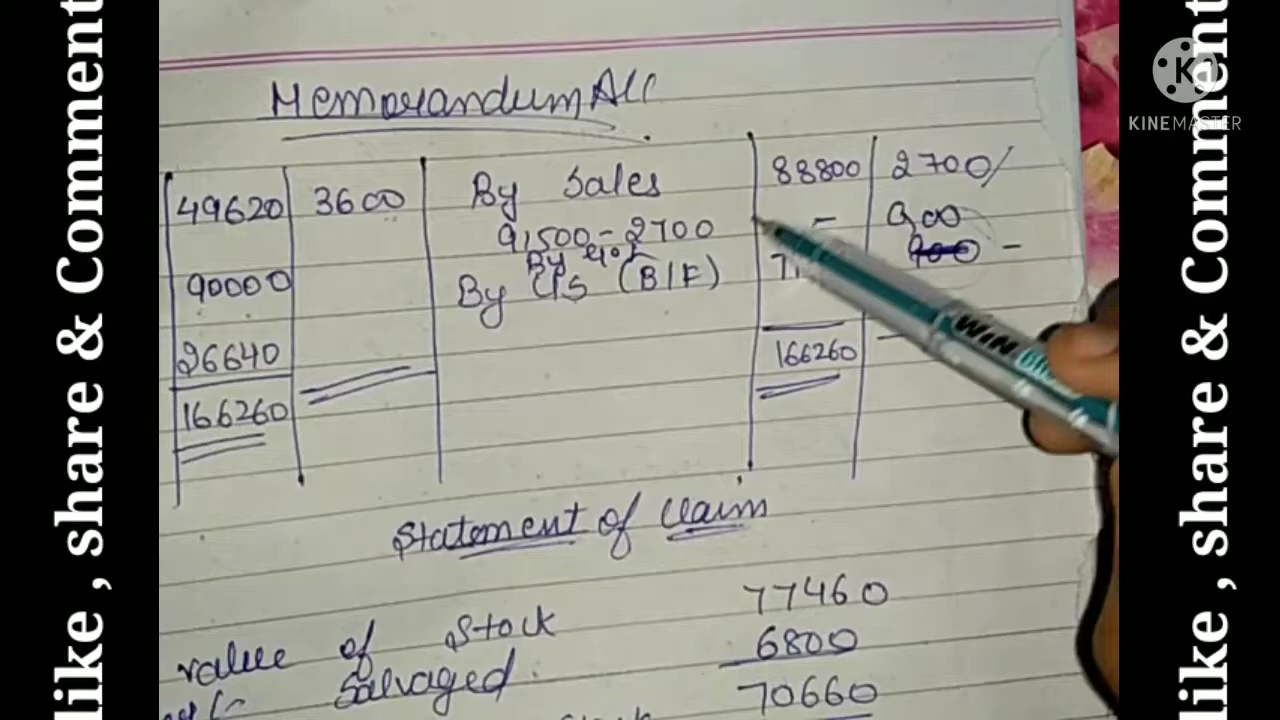 like , share & Comment
Memorandum A/c
49620 3600 By Sales 88800 2700/
91500 - 2700 - 900
By G/L
90000 By C/S (B/F) 900 -
26640 166260
166260
Statement of Claim
value of Stock 77460
Salvaged. 6800
70660
KINEMASTER
like , share & Comment